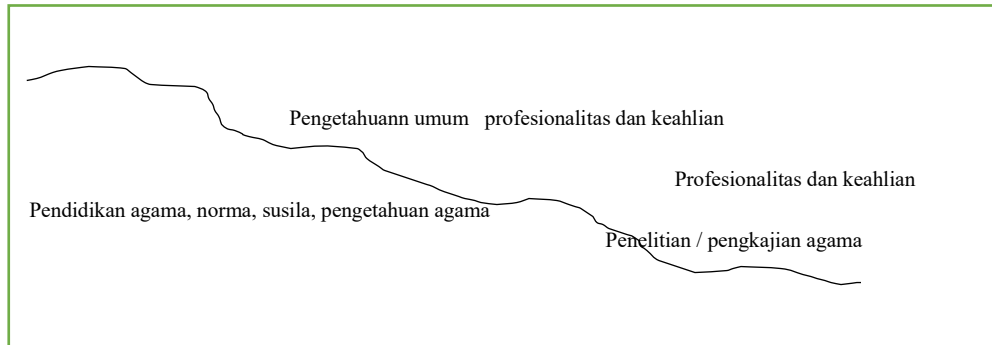 Pengetahuann umum profesionalitas dan keahlian
Profesionalitas dan keahlian
Pendidikan agama, norma, susila, pengetahuan agama
Penelitian / pengkajian agama